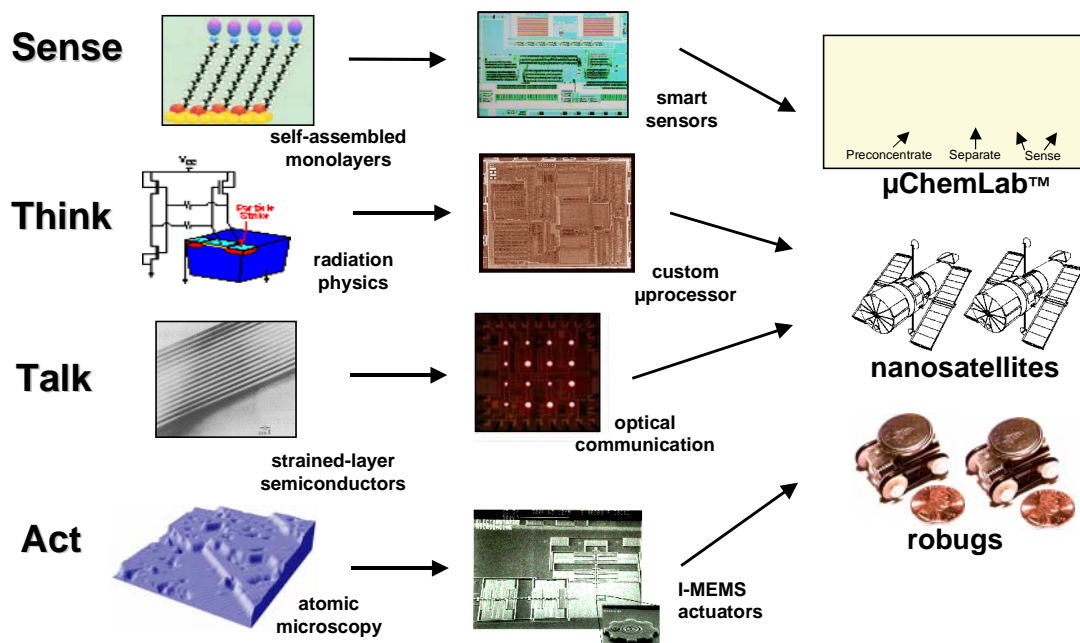 Sense
self-assembled
monolayers
smart
sensors
Preconcentrate
Separate
Sense
µChemLab™
Think
VCC
Particle
Strike
radiation
physics
custom
µprocessor
nanosatellites
Talk
strained-layer
semiconductors
optical
communication
Act
atomic
microscopy
I-MEMS
actuators
robugs